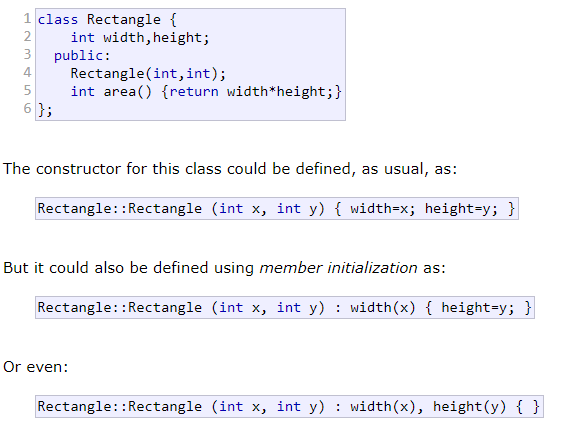 1 class Rectangle {
2     int width,height;
3   public:
4     Rectangle(int,int);
5     int area() {return width*height;}
6 };
The constructor for this class could be defined, as usual, as:
Rectangle::Rectangle (int x, int y) { width=x; height=y; }
But it could also be defined using member initialization as:
Rectangle::Rectangle (int x, int y) : width(x) { height=y; }
Or even:
Rectangle::Rectangle (int x, int y) : width(x), height(y) { }